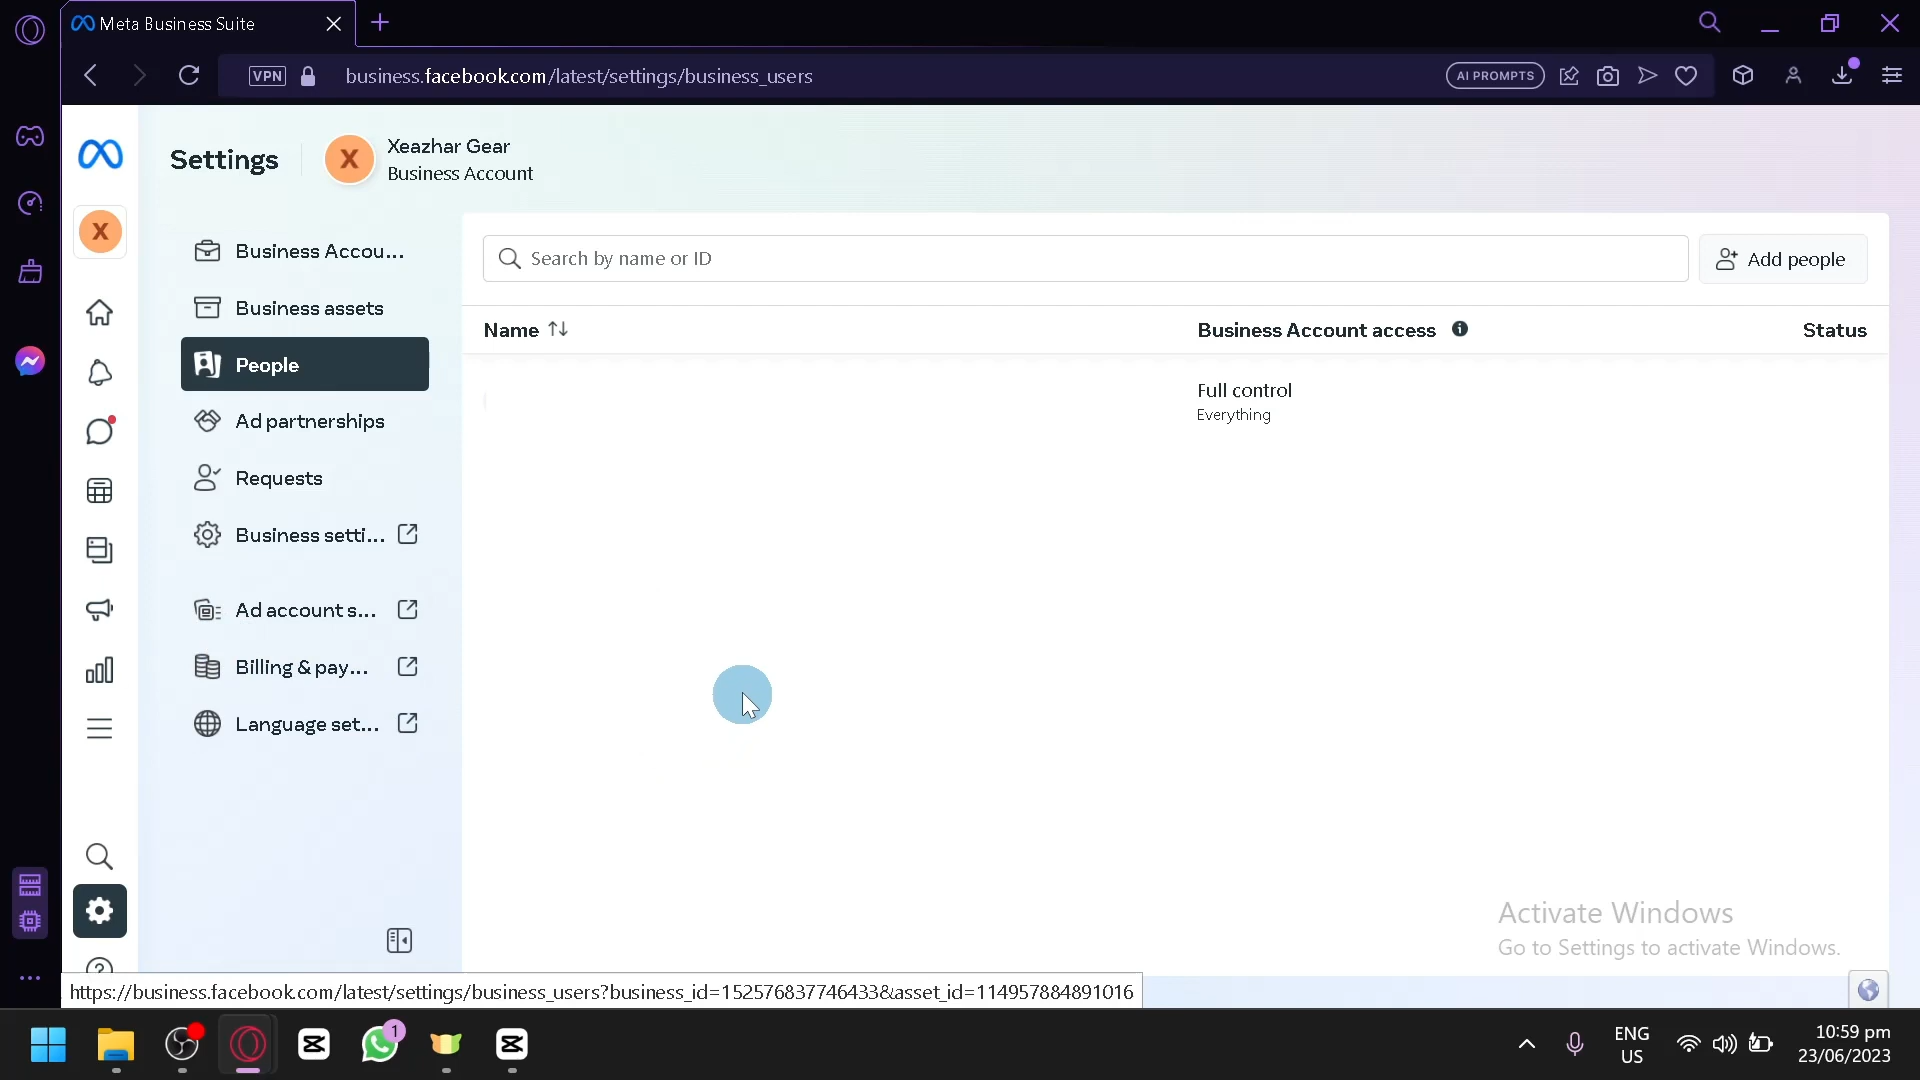 Meta Business Suite
VPN
business.facebook.com/latest/settings/business_users
AI PROMPTS
Settings
X
Xeazhar Gear
Business Account
X
Business Accou...
Business assets
People
Ad partnerships
Requests
Business setti...
Ad account s...
Billing & pay...
Language set...
Search by name or ID
Add people
Name
Business Account access
Status
Full control
Everything
Activate Windows
Go to Settings to activate Windows.
https://business.facebook.com/latest/settings/business_users?business_id=152576837746433&asset_id=114957884891016
1
ENG
US
10:59 pm
23/06/2023